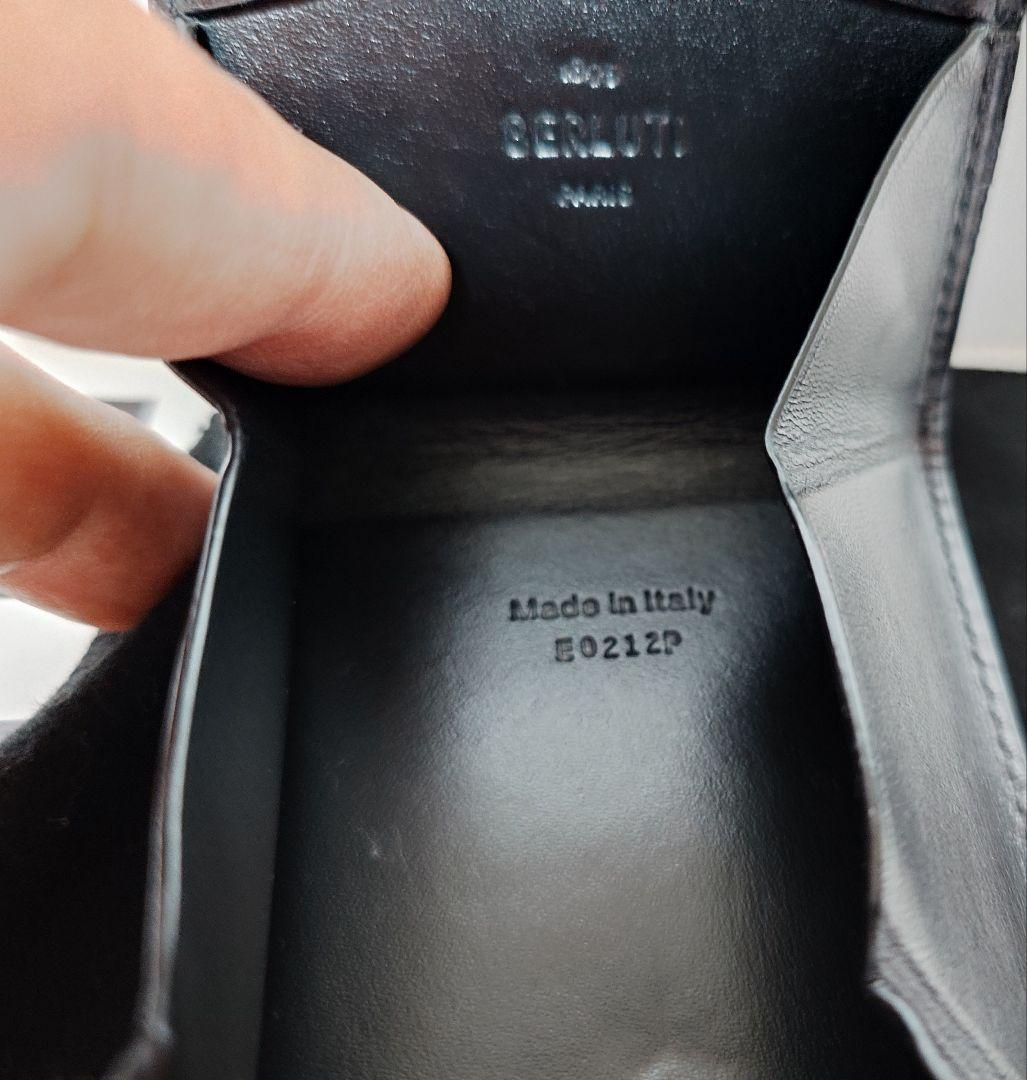 1895
BERLUTI
PARIS
Made in Italy
E0212P